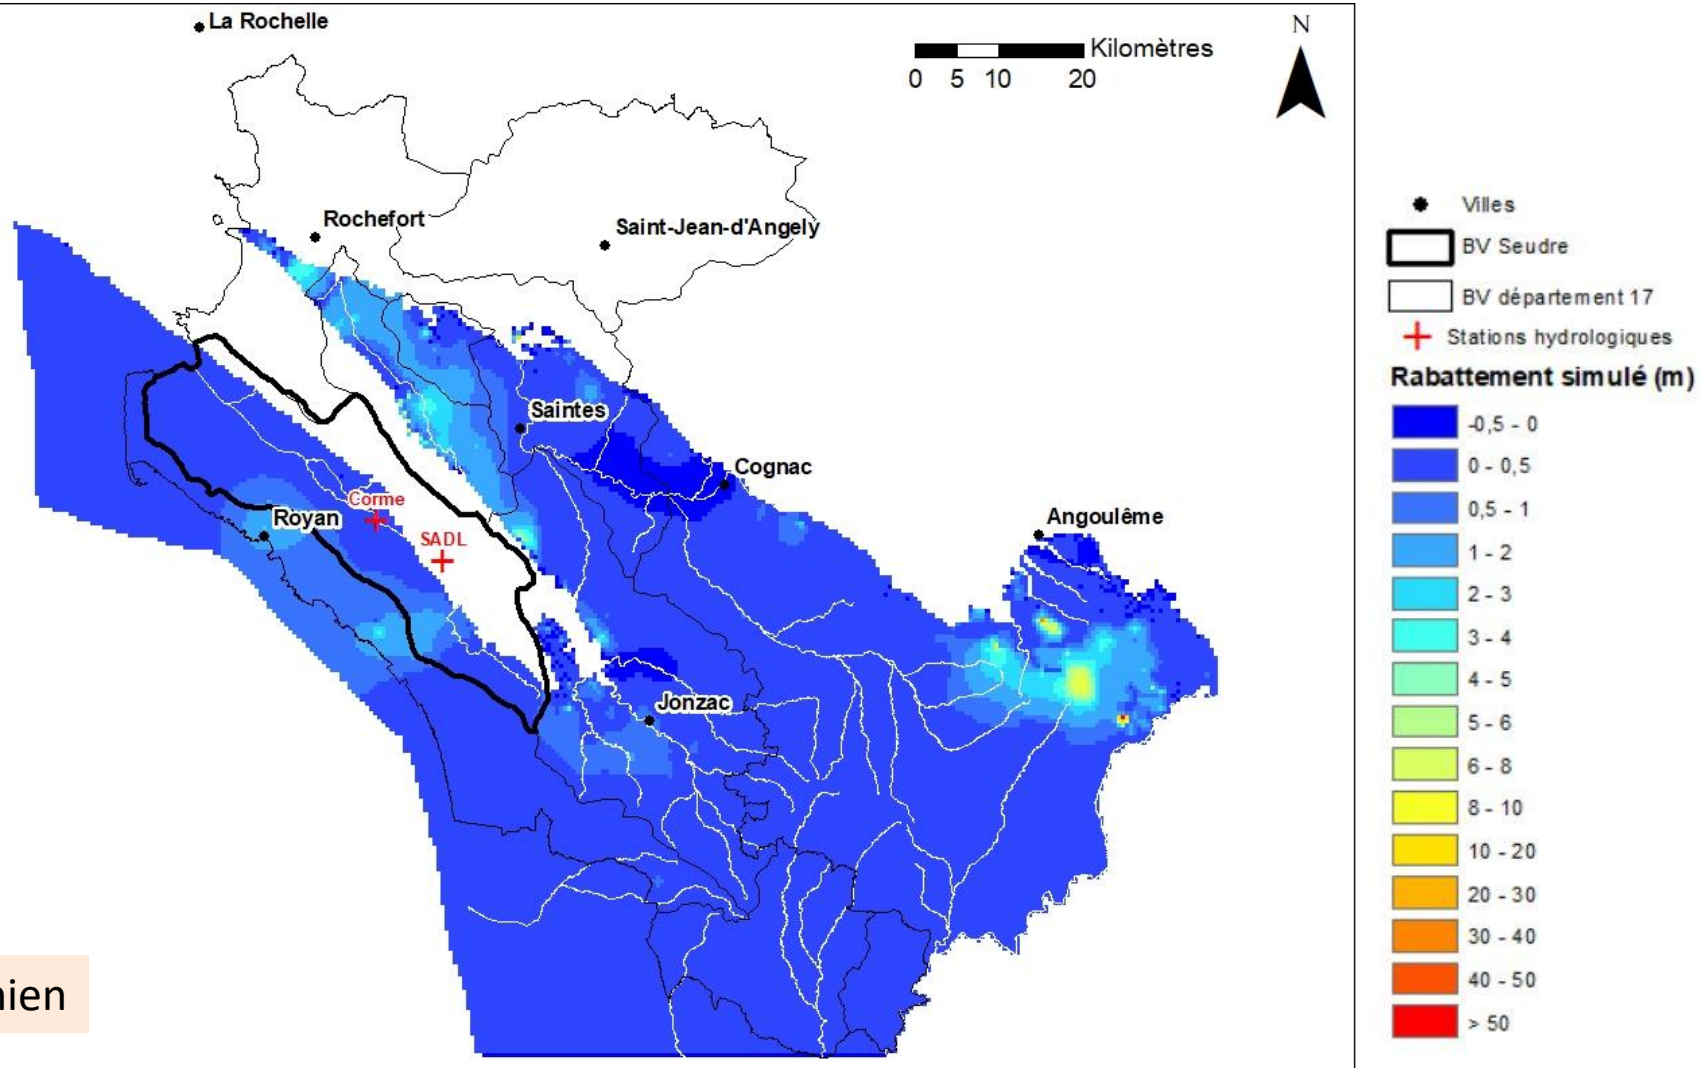 La Rochelle
N
Kilomètres
0 5 10 20
Rochefort
Saint-Jean-d'Angely
Saintes
Cognac
Corme
Royan
SADL
Angoulême
Jonzac
nien
Villes
BV Seudre
BV département 17
Stations hydrologiques
Rabattement simulé (m)
-0,5 - 0
0 - 0,5
0,5 - 1
1 - 2
2 - 3
3 - 4
4 - 5
5 - 6
6 - 8
8 - 10
10 - 20
20 - 30
30 - 40
40 - 50
> 50